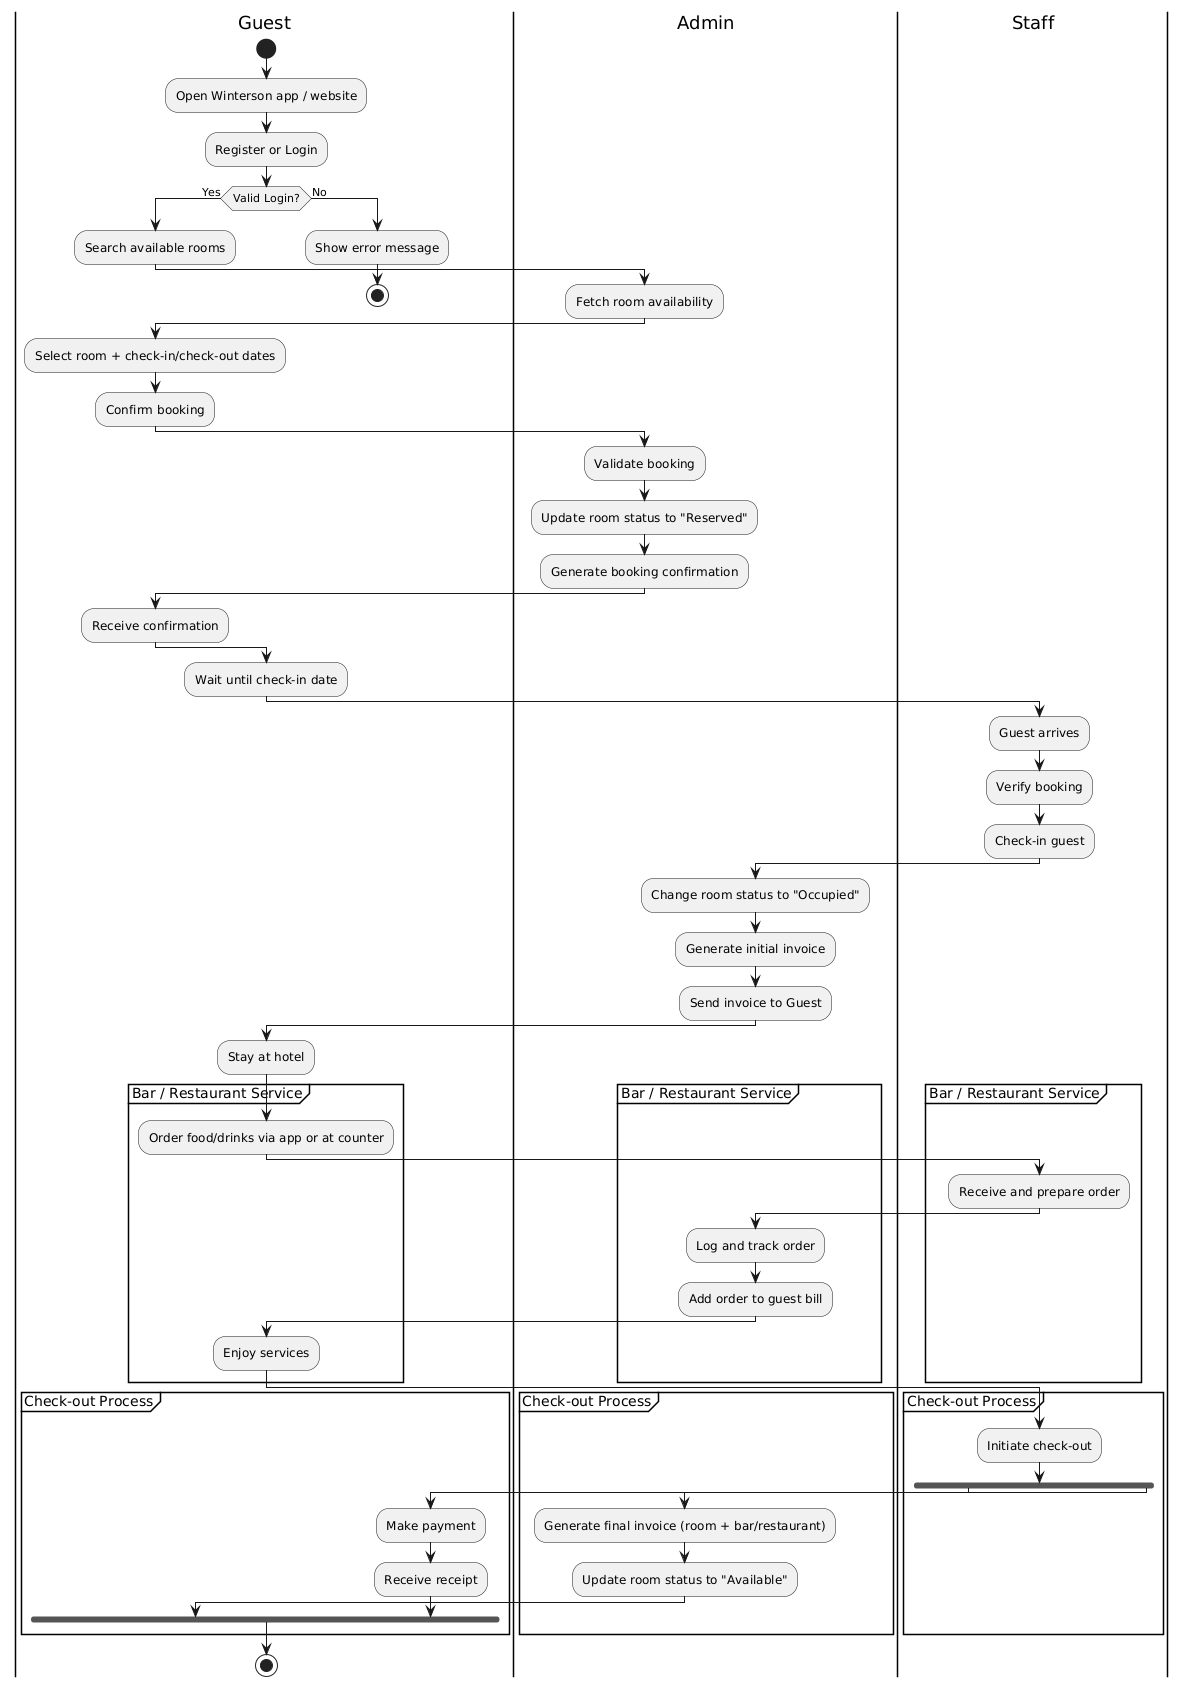 Guest
Admin
Staff
Open Winterson app / website
Register or Login
Yes
Valid Login?
No
Search available rooms
Show error message
Fetch room availability
Select room + check-in/check-out dates
Confirm booking
Validate booking
Update room status to "Reserved"
Generate booking confirmation
Receive confirmation
Wait until check-in date
Guest arrives
Verify booking
Check-in guest
Change room status to "Occupied"
Generate initial invoice
Send invoice to Guest
Stay at hotel
Bar / Restaurant Service
Bar / Restaurant Service
Bar / Restaurant Service
Order food/drinks via app or at counter
Receive and prepare order
Log and track order
Add order to guest bill
Enjoy services
Check-out Process
Check-out Process
Check-out Process
Initiate check-out
Make payment
Generate final invoice (room + bar/restaurant)
Receive receipt
Update room status to "Available"